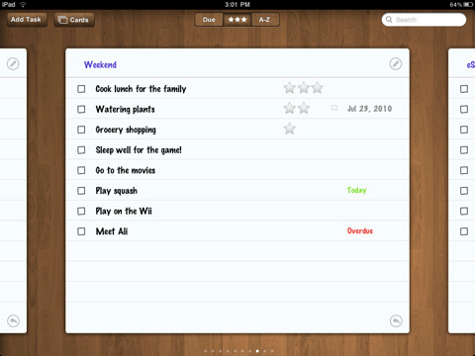 iPad 3:01 PM 64%
Add Task Cards Due ★★★ A-Z Search
Weekend
Cook lunch for the family
Watering plants Jul 23, 2010
Grocery shopping
Sleep well for the game!
Go to the movies
Play squash Today
Play on the Wii
Meet Ali Overdue
eS